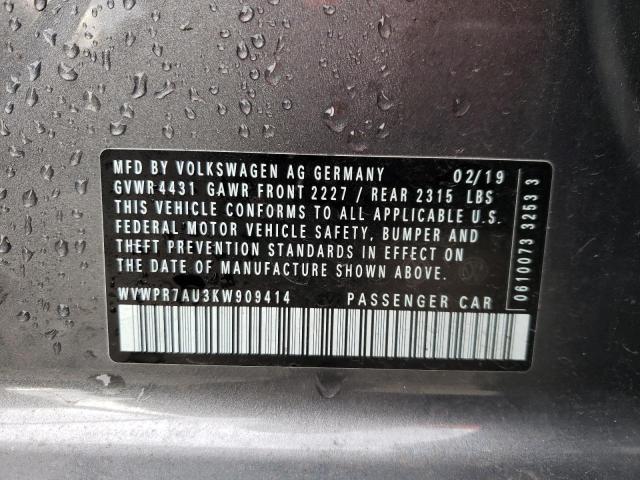 MFD BY VOLKSWAGEN AG GERMANY 02/19
GVWR 4431 GAWR FRONT 2227 / REAR 2315 LBS
THIS VEHICLE CONFORMS TO ALL APPLICABLE U.S.
FEDERAL MOTOR VEHICLE SAFETY, BUMPER AND
THEFT PREVENTION STANDARDS IN EFFECT ON
THE DATE OF MANUFACTURE SHOWN ABOVE.
WVWPR7AU3KW909414 PASSENGER CAR
0610073 3253 3